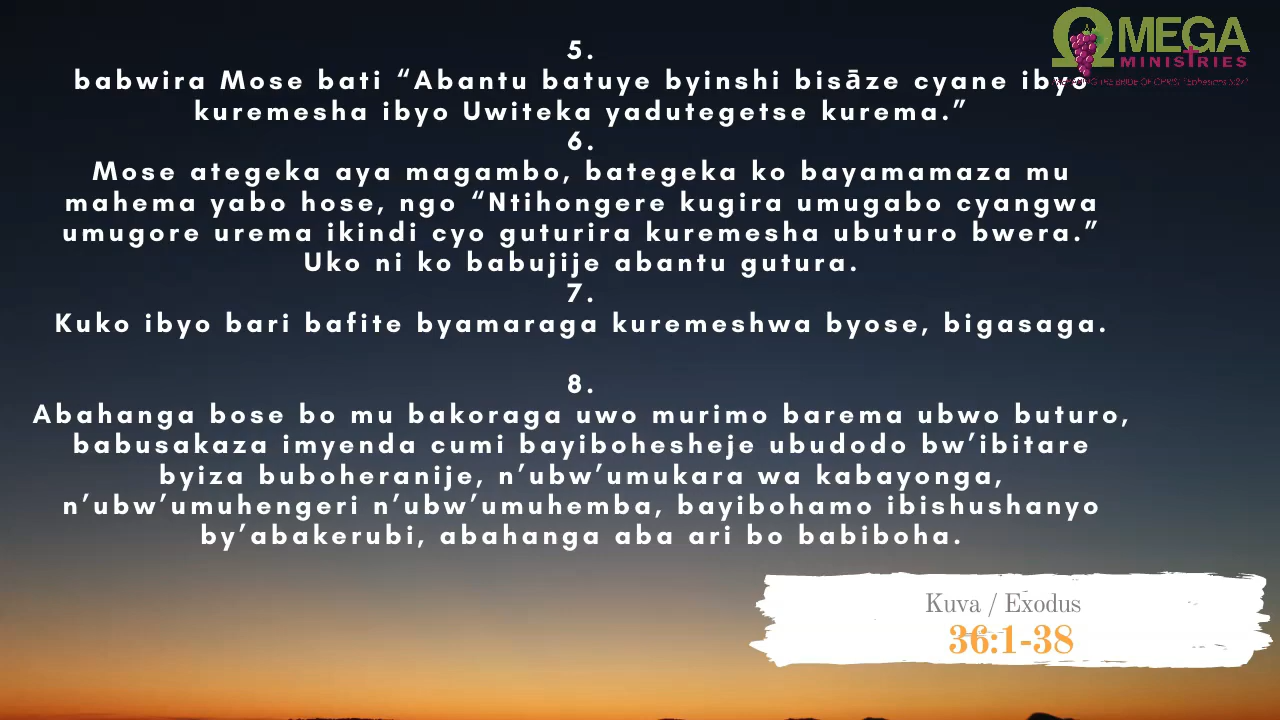 ΩMEGA
MINISTRIES
5.
babwira Mose bati “Abantu batuye byinshi bisāze cyane ibyo
kuremesha ibyo Uwiteka yadutegetse kurema.”
6.
Mose ategeka aya magambo, bategeka ko bayamamaza mu
mahema yabo hose, ngo “Ntihongere kugira umugabo cyangwa
umugore urema ikindi cyo guturira kuremesha ubuturo bwera.”
Uko ni ko babujije abantu gutura.
7.
Kuko ibyo bari bafite byamaraga kuremeshwa byose, bigasaga.
8.
Abahanga bose bo mu bakoraga uwo murimo barema ubwo buturo,
babusakaza imyenda cumi bayibohesheje ububodo bw’ibitare
byiza buboheranije, n’ubw’umukara wa kabayonga,
n’ubw’umuhengeri n’ubw’umuhemba, bayibohamo ibishushanyo
by’abakerubi, abahanga aba ari bo babiboha.
Kuva / Exodus
36:1-38